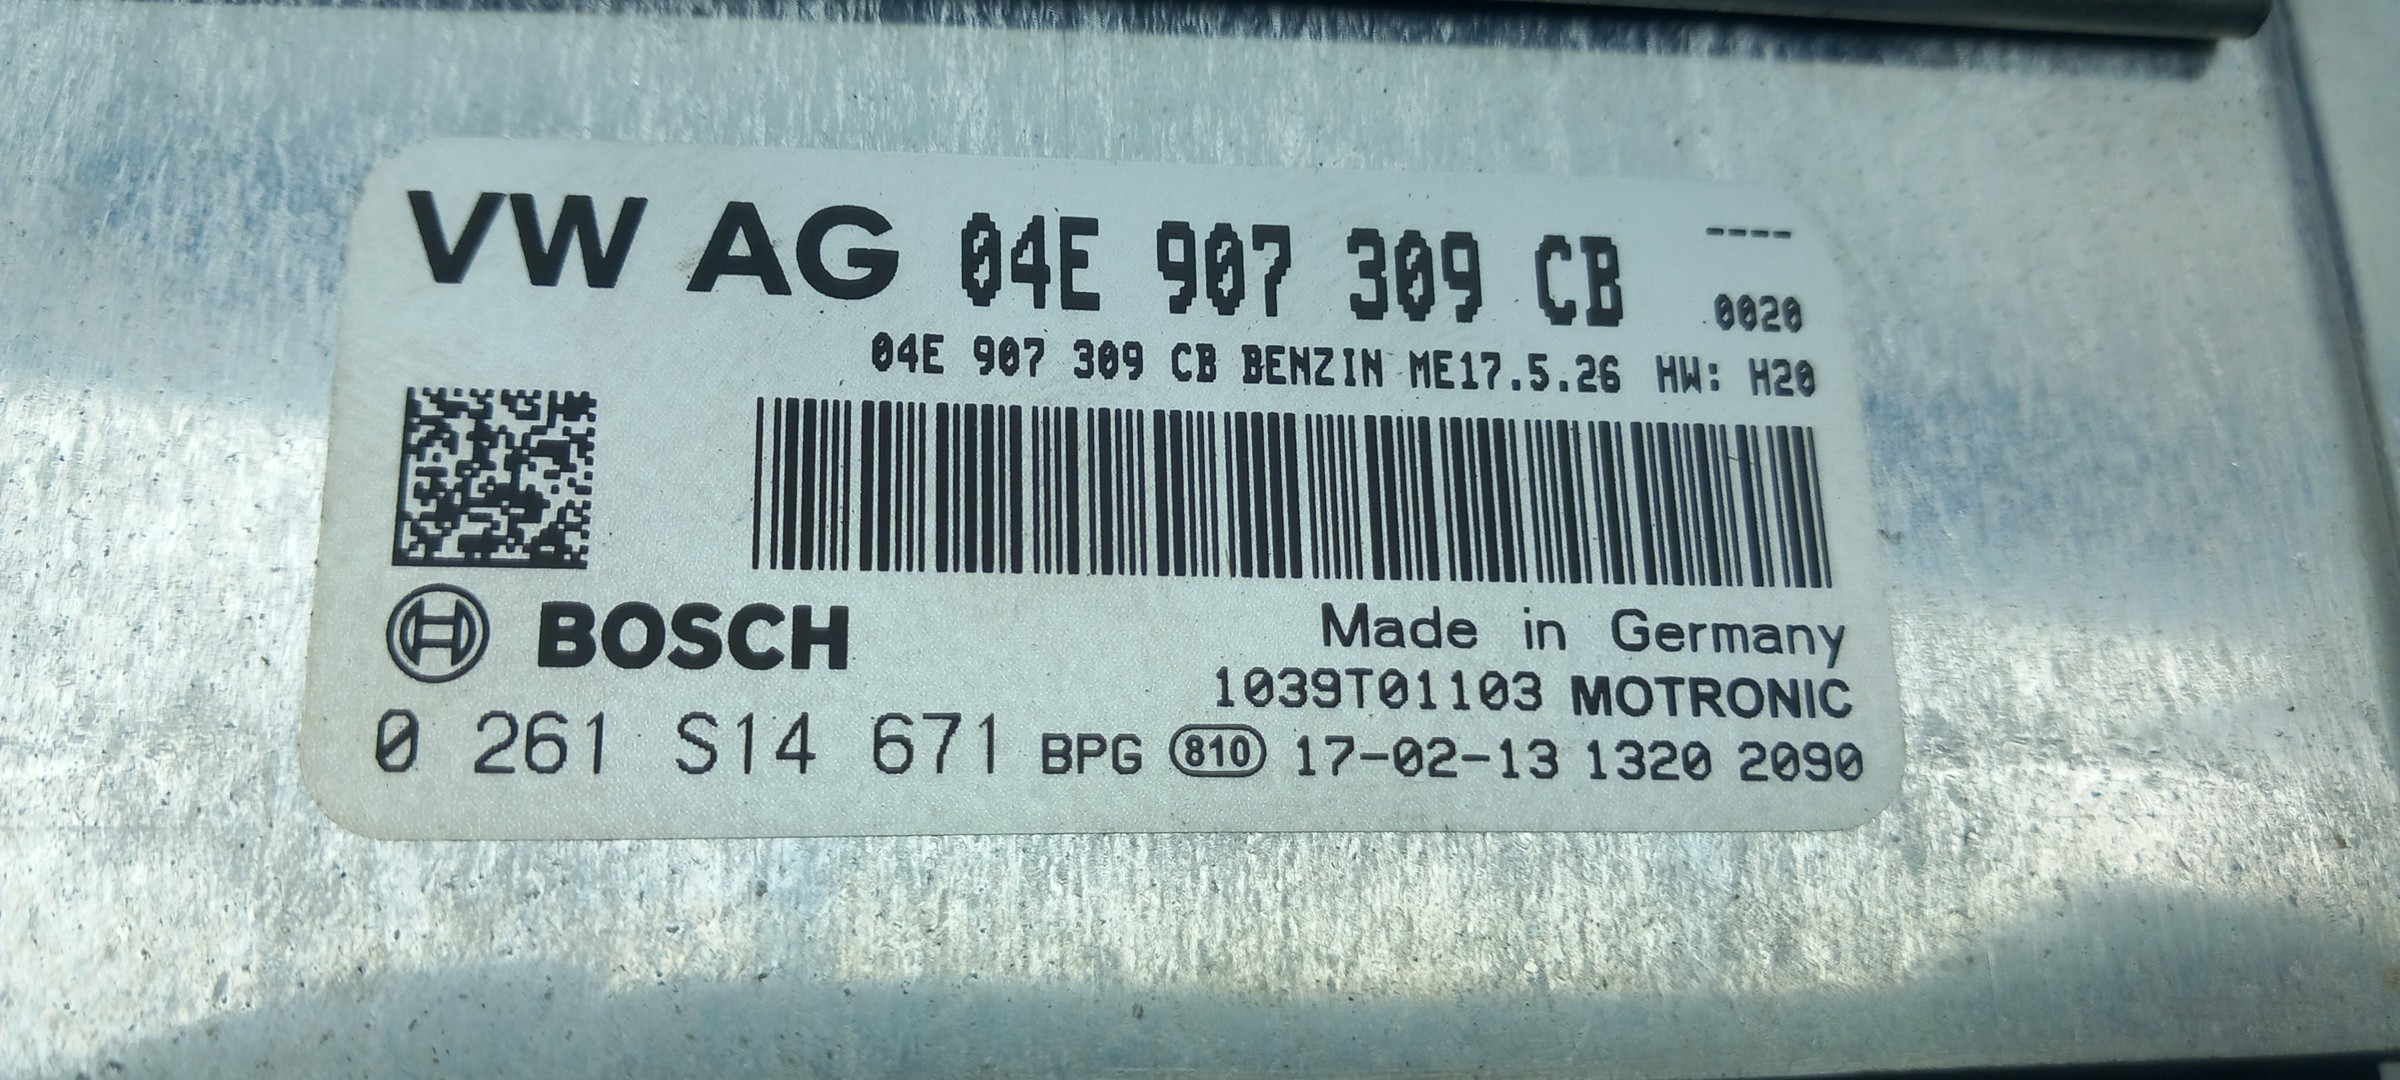 VW AG 04E 907 309 CB ----
0020
04E 907 309 CB BENZIN ME17.5.26 HW: H20
BOSCH
Made in Germany
1039T01103 MOTRONIC
0 261 S14 671 BPG 810 17-02-13 1320 2090